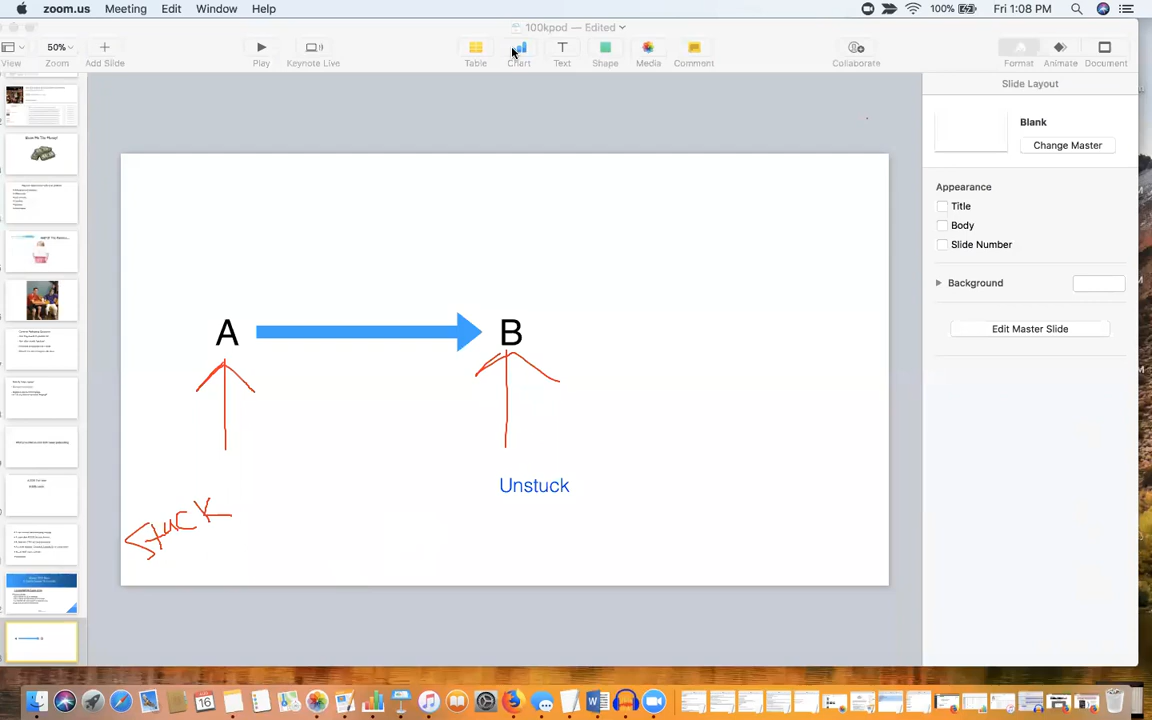 zoom.us Meeting Edit Window Help 100% Fri 1:08 PM
100kpod — Edited
50%
View Zoom Add Slide Play Keynote Live Table Chart Text Shape Media Comment Collaborate Format Animate Document
Slide Layout
Blank
Change Master
Appearance
Title
Body
Slide Number
Background
Edit Master Slide
A B
Unstuck
Stuck
16